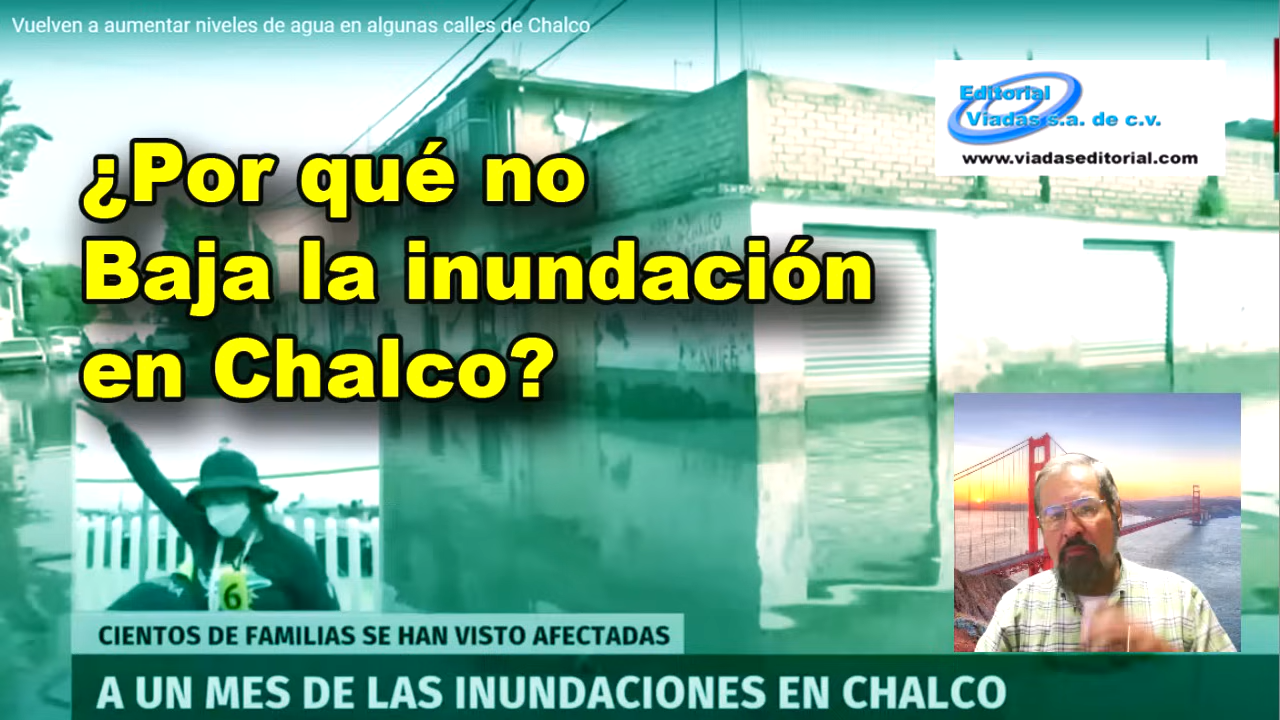 Vuelven a aumentar niveles de agua en algunas calles de Chalco
Editorial
Viadas s.a. de c.v.
www.viadaseditorial.com
¿Por qué no
Baja la inundación
en Chalco?
6
CIENTOS DE FAMILIAS SE HAN VISTO AFECTADAS
A UN MES DE LAS INUNDACIONES EN CHALCO